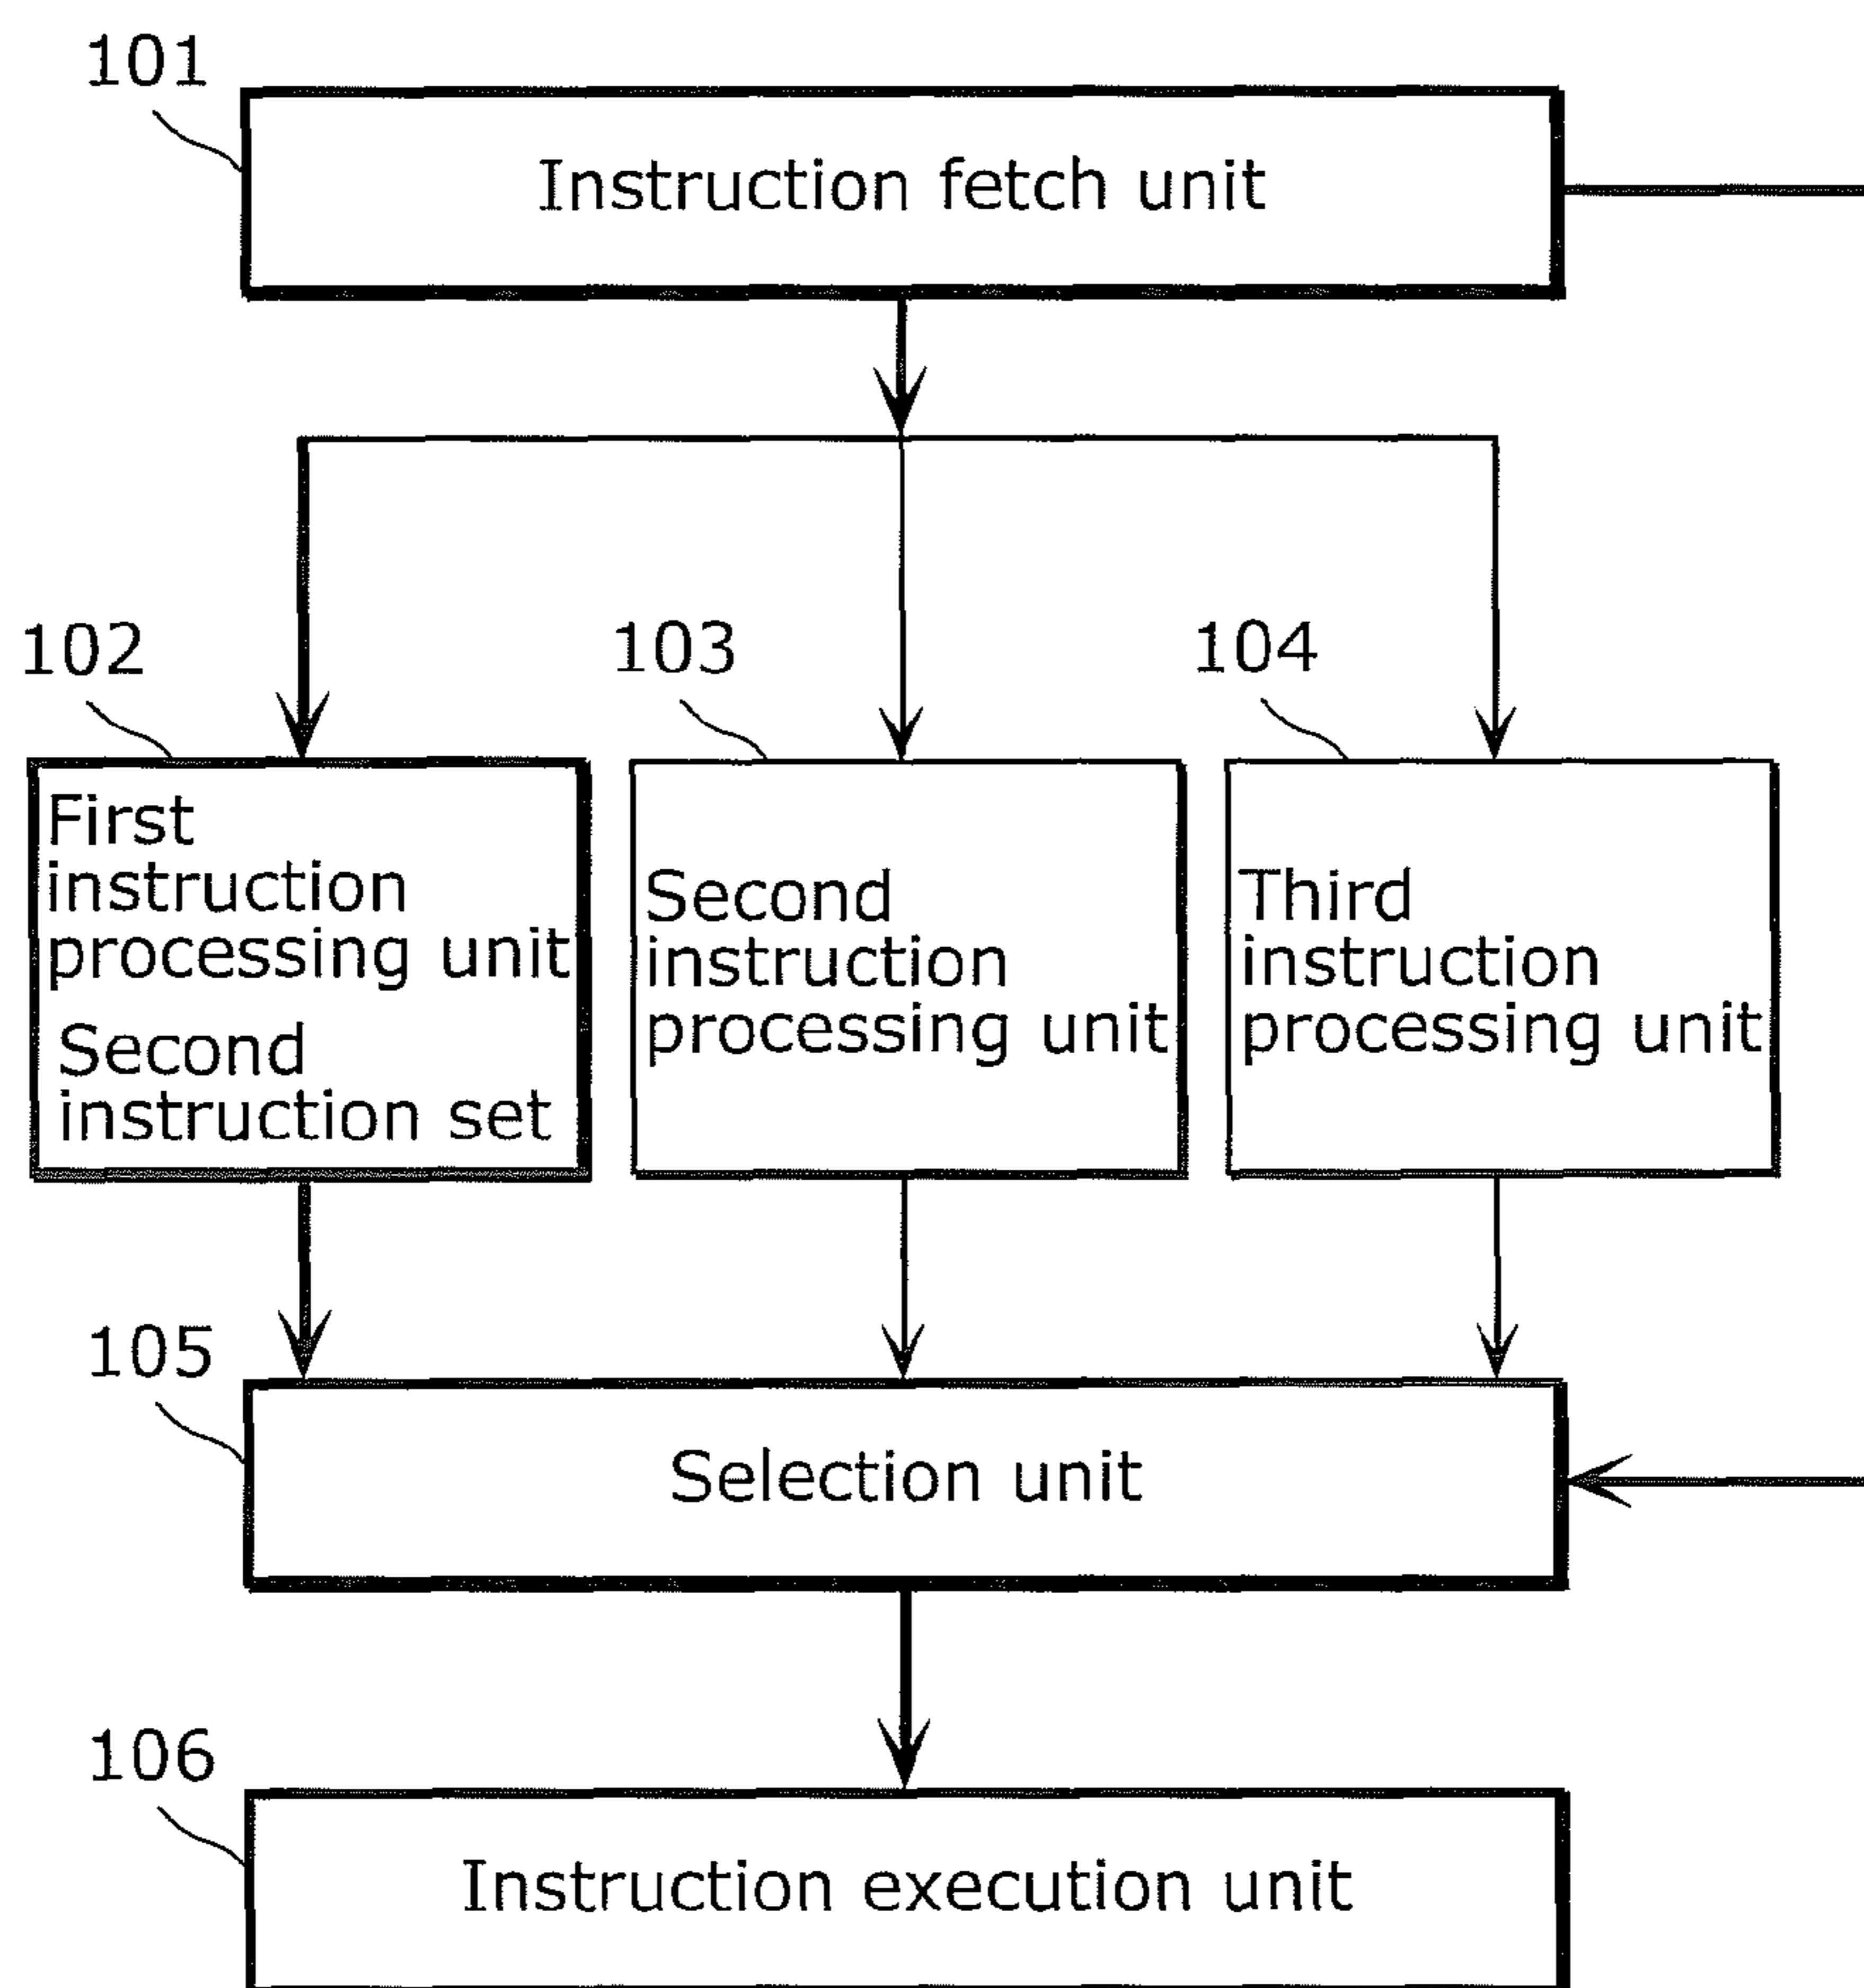 101
Instruction fetch unit
102
103
104
First
instruction
processing unit
Second
instruction set
Second
instruction
processing unit
Third
instruction
processing unit
105
Selection unit
106
Instruction execution unit